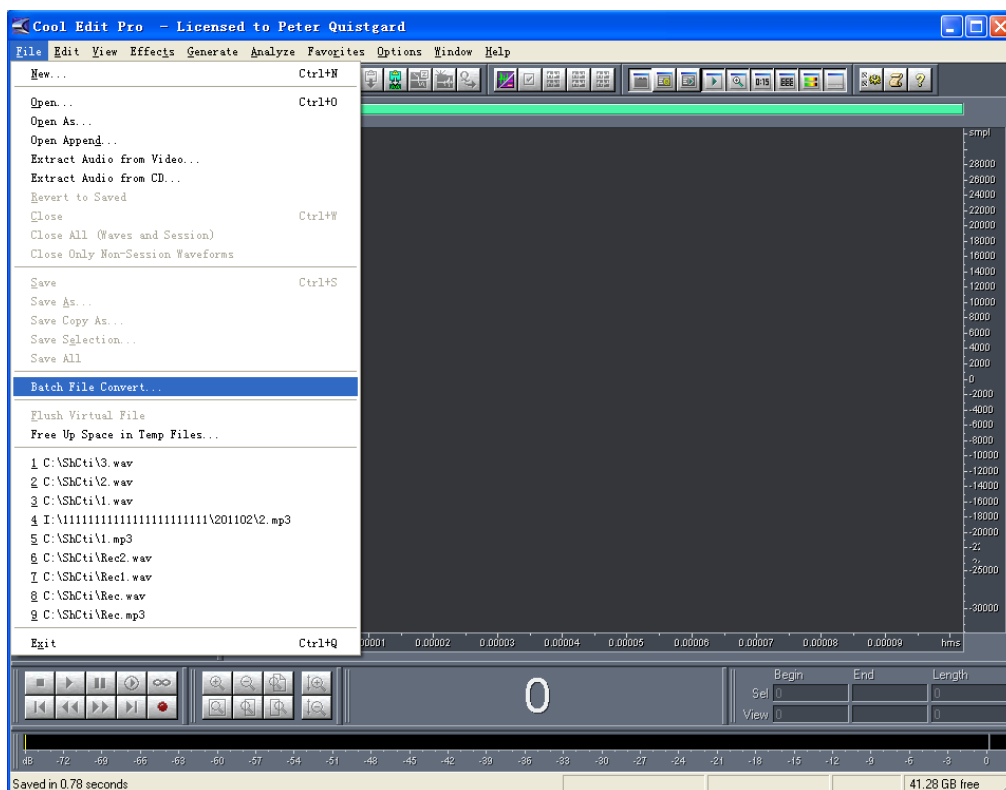 Cool Edit Pro - Licensed to Peter Quistgard
File Edit View Effects Generate Analyze Favorites Options Window Help
New... Ctrl+N
Open... Ctrl+O
Open As...
Open Append...
Extract Audio from Video...
Extract Audio from CD...
Revert to Saved
Close Ctrl+W
Close All (Waves and Session)
Close Only Non-Session Waveforms
Save Ctrl+S
Save As...
Save Copy As...
Save Selection...
Save All
Batch File Convert...
Flush Virtual File
Free Up Space in Temp Files...
1 C:\ShCti\3.wav
2 C:\ShCti\2.wav
3 C:\ShCti\1.wav
5 C:\ShCti\1.mp3
6 C:\ShCti\Rec2.wav
7 C:\ShCti\Rec1.wav
8 C:\ShCti\Rec.wav
9 C:\ShCti\Rec.mp3
Exit Ctrl+Q
0:15
smpl
28000
26000
24000
22000
20000
18000
16000
14000
12000
10000
8000
6000
4000
2000
0
-2000
-4000
-6000
-8000
-10000
-12000
-14000
-16000
-18000
-20000
-25000
-30000
0.00002 0.00003 0.00004 0.00005 0.00006 0.00007 0.00008 0.00009 hms
0
Begin End Length
Sel 0 0
View 0 0
dB -72 -69 -66 -63 -60 -57 -54 -51 -48 -45 -42 -39 -36 -33 -30 -27 -24 -21 -18 -15 -12 -9 -6 -3 0
Saved in 0.78 seconds
41.28 GB free